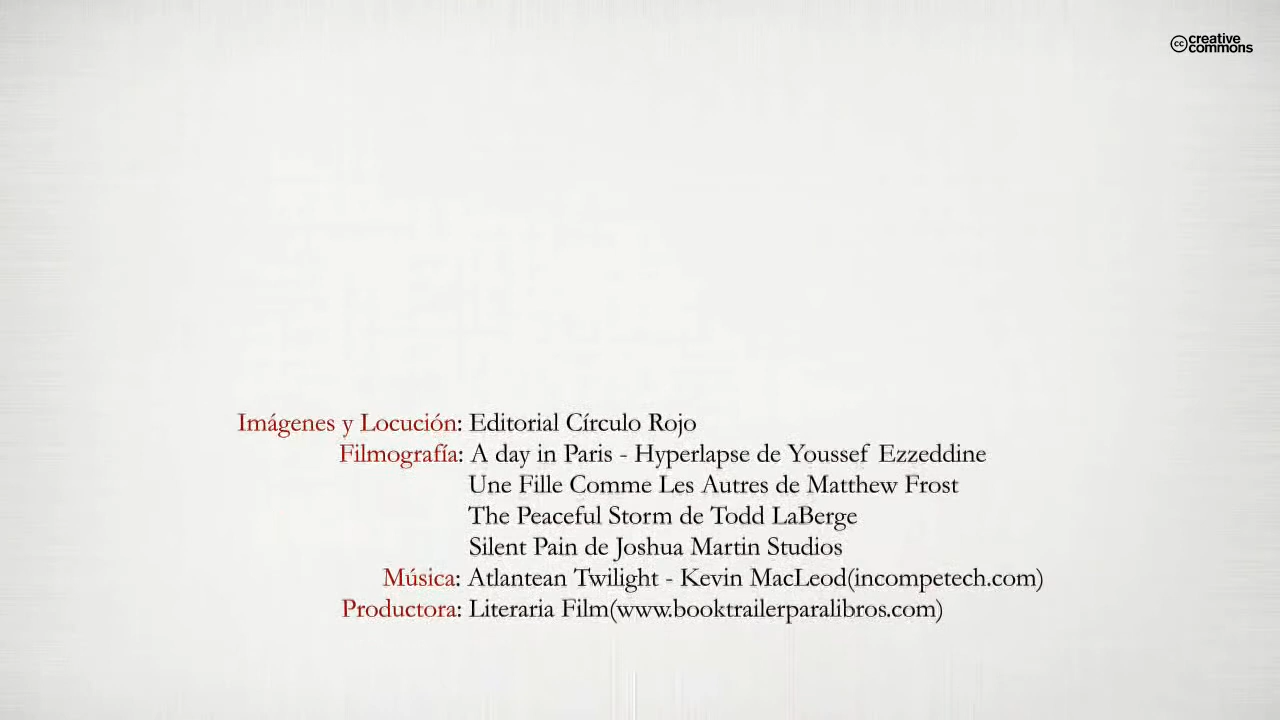 cc creative
commons
Imágenes y Locución: Editorial Círculo Rojo
Filmografía: A day in Paris - Hyperlapse de Youssef Ezzeddine
Une Fille Comme Les Autres de Matthew Frost
The Peaceful Storm de Todd LaBerge
Silent Pain de Joshua Martin Studios
Música: Atlantean Twilight - Kevin MacLeod(incompetech.com)
Productora: Literaria Film(www.booktrailerparalibros.com)